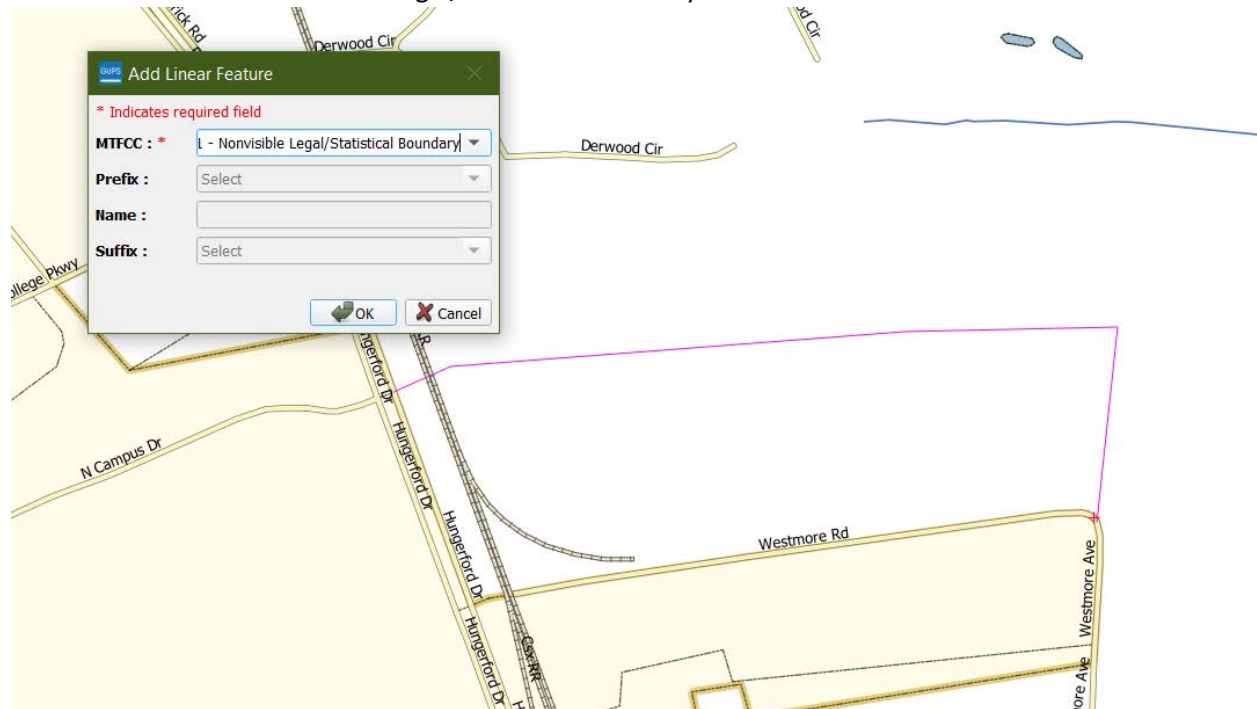 Derwood Cir
GUPS Add Linear Feature
* Indicates required field
MTFCC : * - Nonvisible Legal/Statistical Boundary
Prefix : Select
Name :
Suffix : Select
OK Cancel
Derwood Cir
Hungerford Dr
N Campus Dr
Hungerford Dr
Hungerford Dr
Westmore Rd
Westmore Ave
Hungerford Dr
Csx RR